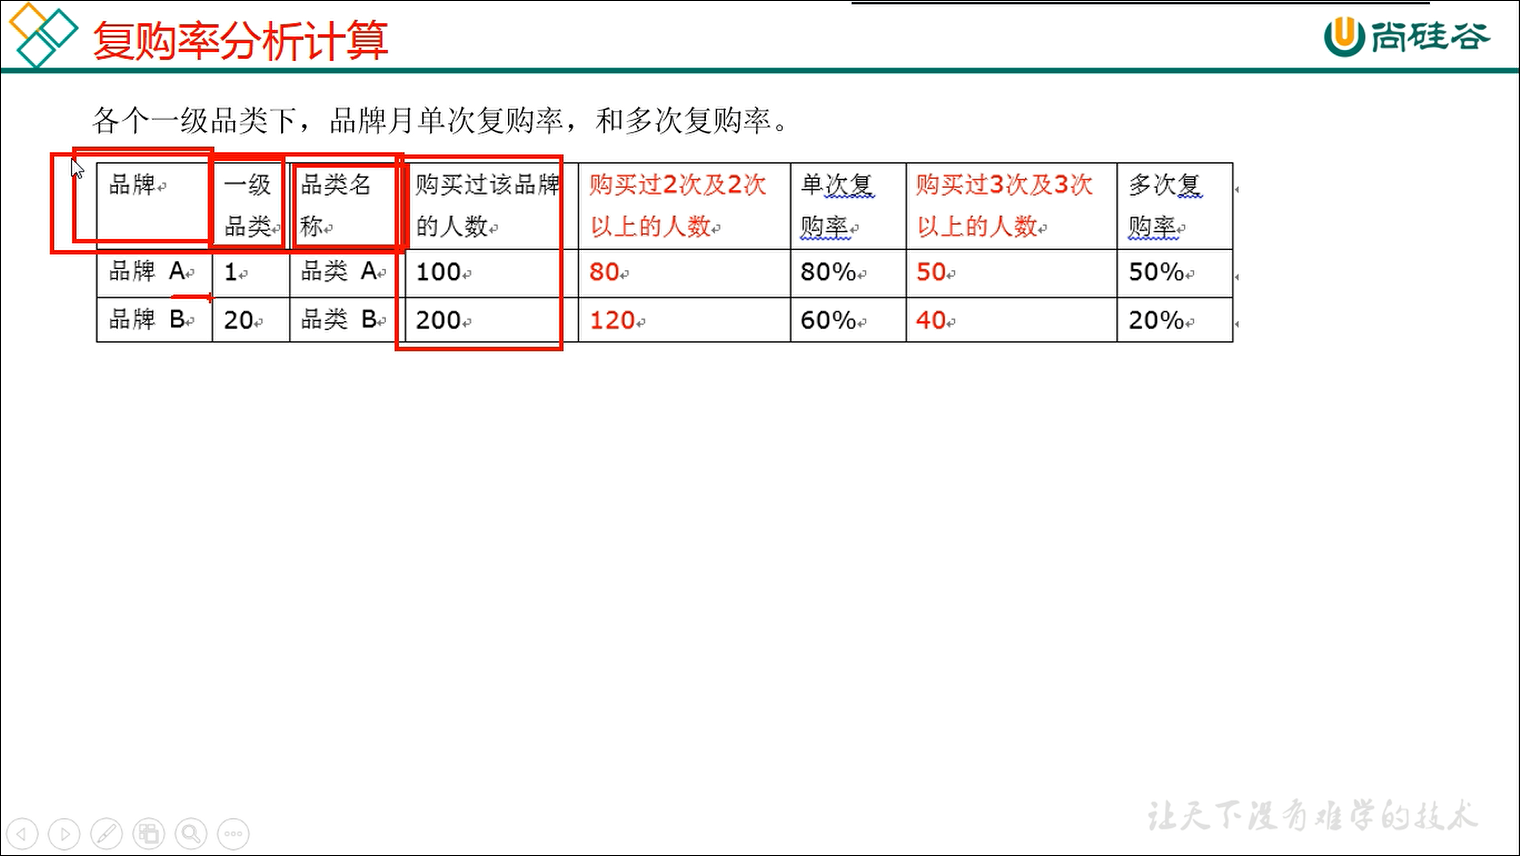 复购率分析计算
尚硅谷
各个一级品类下，品牌月单次复购率，和多次复购率。
品牌 一级品类 品类名称 购买过该品牌的人数 购买过2次及2次以上的人数 单次复购率 购买过3次及3次以上的人数 多次复购率
品牌 A 1 品类 A 100 80 80% 50 50%
品牌 B 20 品类 B 200 120 60% 40 20%
让天下没有难学的技术